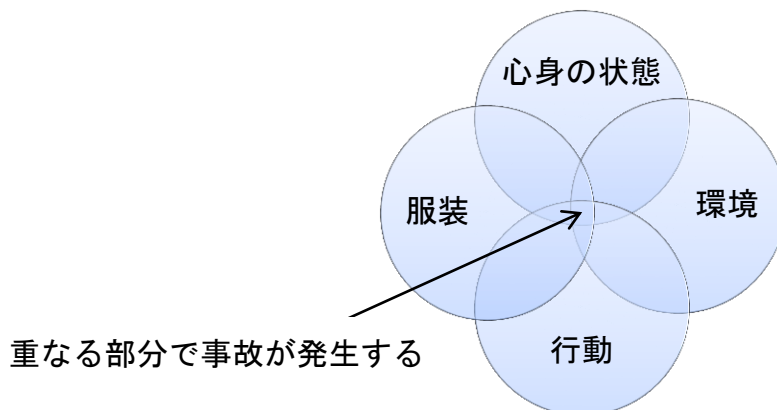 心身の状態
服装
環境
行動
重なる部分で事故が発生する